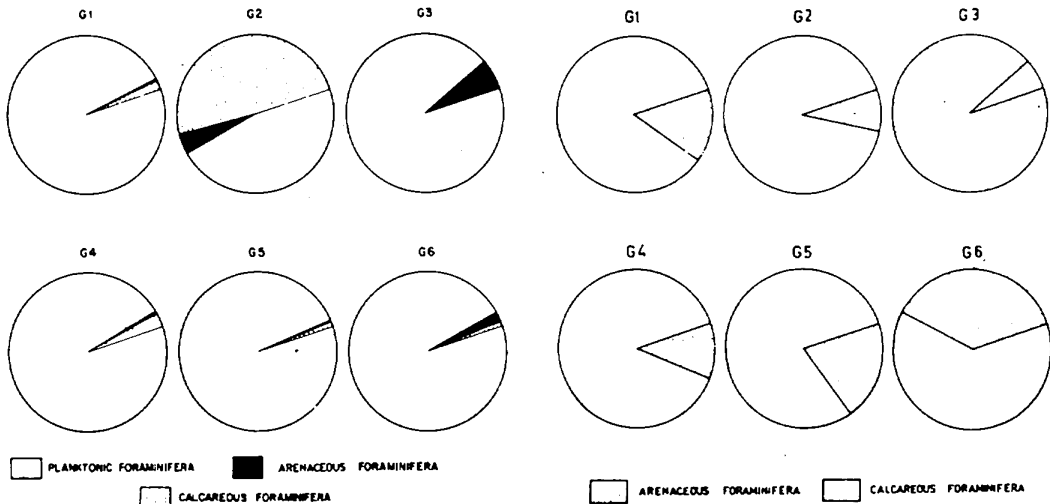 G1 G2 G3 G1 G2 G3
G4 G5 G6 G4 G5 G6
PLANKTONIC FORAMINIFERA ARENACEOUS FORAMINIFERA
CALCAREOUS FORAMINIFERA
ARENACEOUS FORAMINIFERA CALCAREOUS FORAMINIFERA